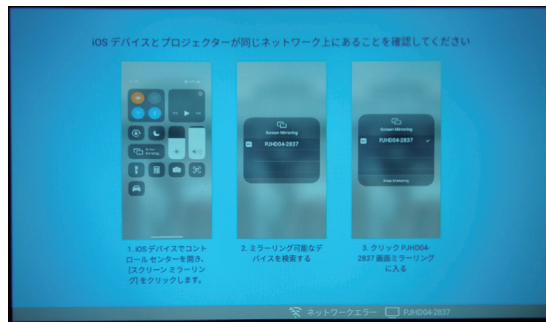 iOS デバイスとプロジェクターが同じネットワーク上にあることを確認してください
Screen Mirroring
PJHD04-2837
Screen Mirroring
PJHD04-2837
Stop Mirroring
1. iOS デバイスでコント
ロール センターを開き、
[スクリーン ミラーリン
グ] をクリックします。
2. ミラーリング可能なデ
バイスを検索する
3. クリック PJHD04-
2837 画面ミラーリング
に入る
ネットワークエラー PJHD04-2837